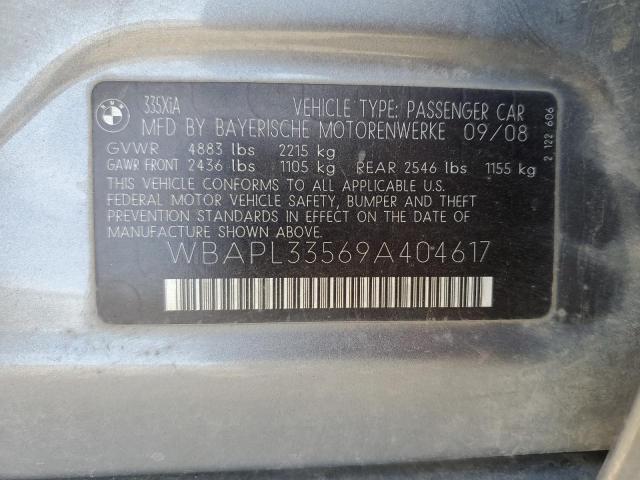 BMW
335XiA VEHICLE TYPE: PASSENGER CAR
MFD BY BAYERISCHE MOTORENWERKE 09/08
GVWR 4883 lbs 2215 kg
GAWR FRONT 2436 lbs 1105 kg REAR 2546 lbs 1155 kg
THIS VEHICLE CONFORMS TO ALL APPLICABLE U.S.
FEDERAL MOTOR VEHICLE SAFETY, BUMPER AND THEFT
PREVENTION STANDARDS IN EFFECT ON THE DATE OF
MANUFACTURE SHOWN ABOVE.
WBAPL33569A404617
2 122 606